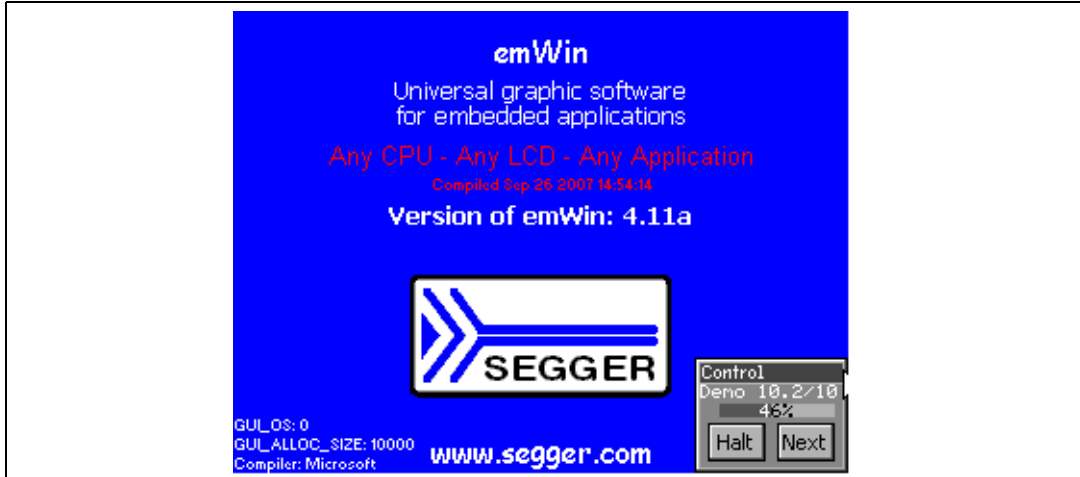 emWin
Universal graphic software
for embedded applications
Any CPU - Any LCD - Any Application
Compiled Sep 26 2007 14:54:14
Version of emWin: 4.11a
SEGGER
Control
Demo 10.2/10
46%
Halt Next
GUI_OS: 0
GUI_ALLOC_SIZE: 10000
Compiler: Microsoft
www.segger.com